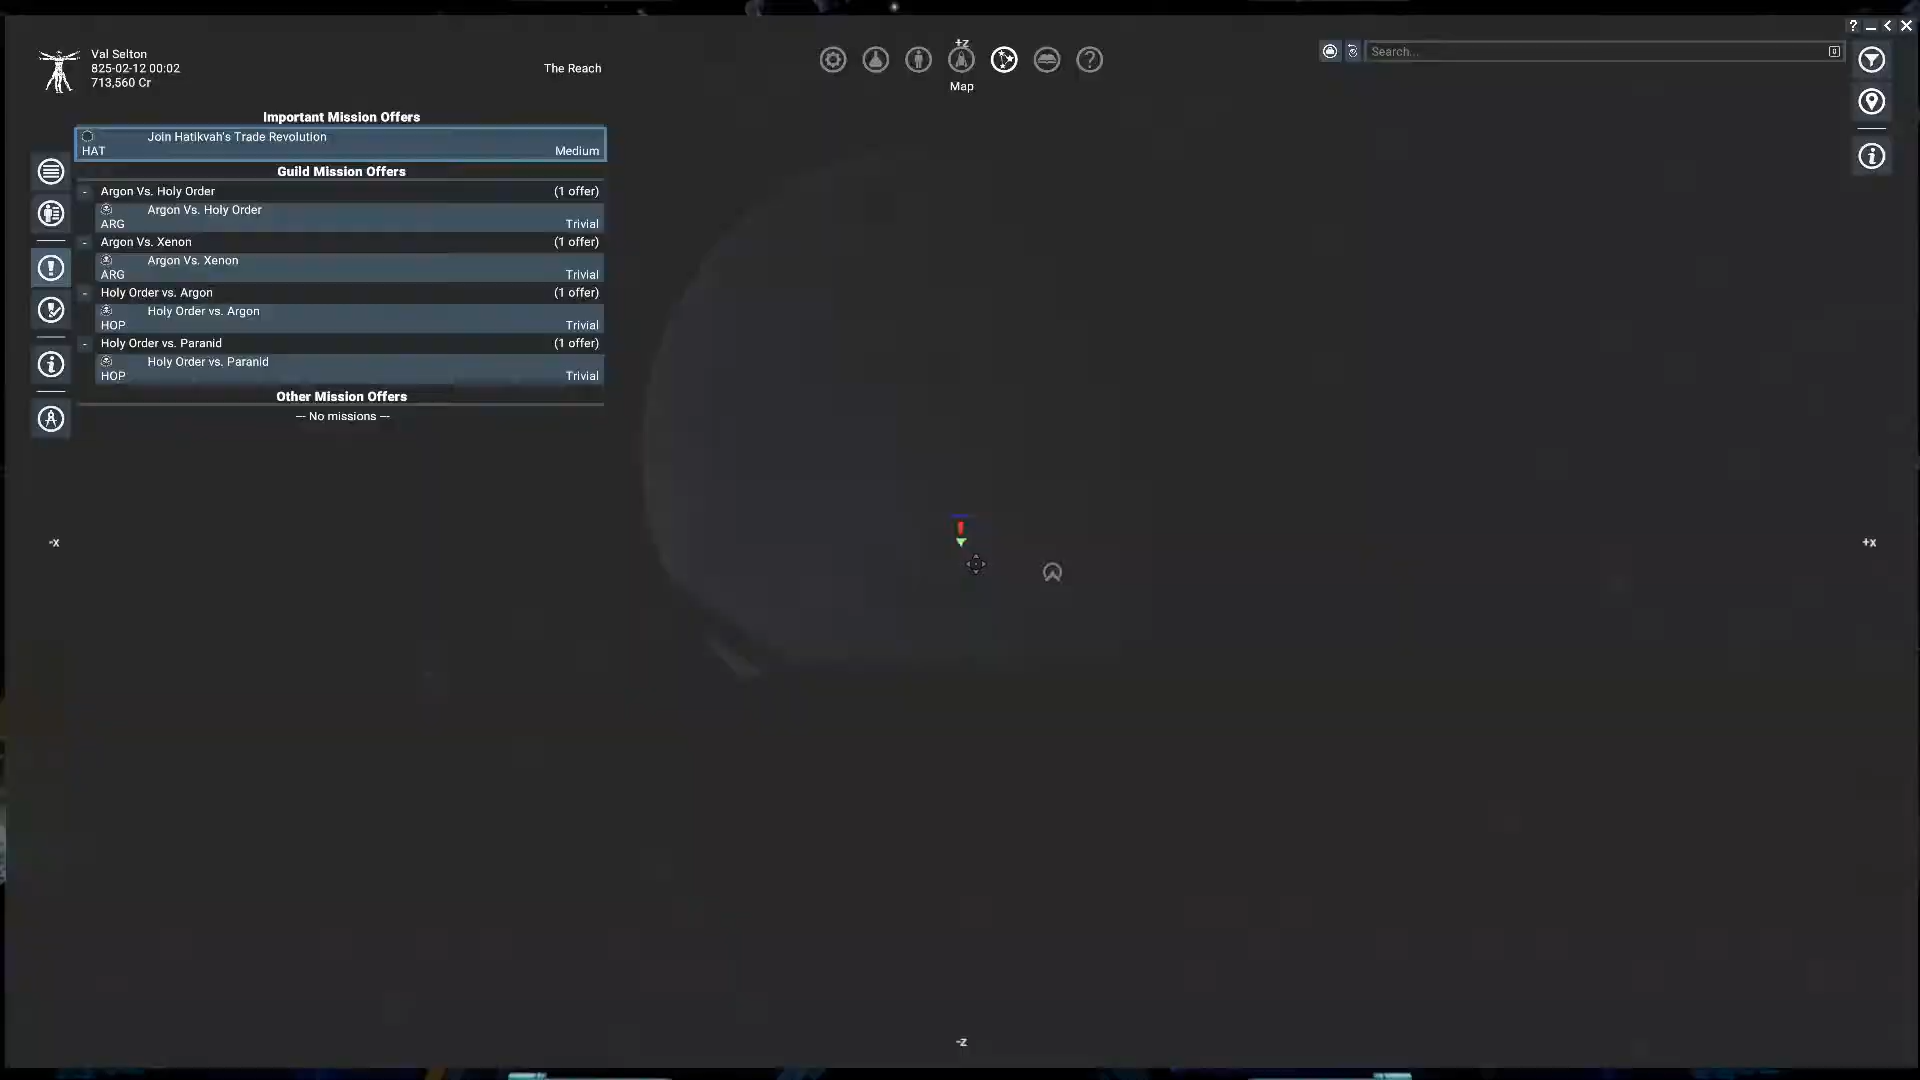 Val Selton
825-02-12 00:02
713,560 Cr
The Reach
+z
Map
Search...
?
Important Mission Offers
Join Hatikvah's Trade Revolution
HAT Medium
Guild Mission Offers
- Argon Vs. Holy Order (1 offer)
Argon Vs. Holy Order
ARG Trivial
- Argon Vs. Xenon (1 offer)
Argon Vs. Xenon
ARG Trivial
- Holy Order vs. Argon (1 offer)
Holy Order vs. Argon
HOP Trivial
- Holy Order vs. Paranid (1 offer)
Holy Order vs. Paranid
HOP Trivial
Other Mission Offers
--- No missions ---
-x
+x
-z